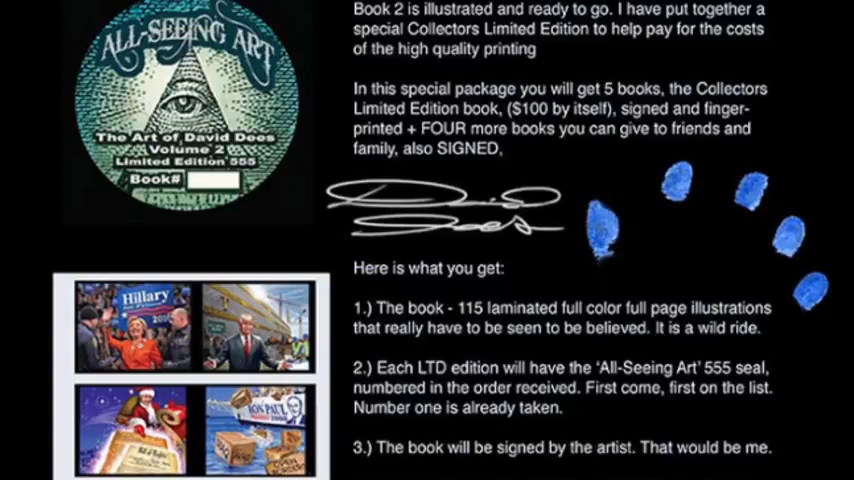 ALL-SEEING ART
The Art of David Dees
Volume 2
Limited Edition 555
Book#
Book 2 is illustrated and ready to go. I have put together a
special Collectors Limited Edition to help pay for the costs
of the high quality printing
In this special package you will get 5 books, the Collectors
Limited Edition book, ($100 by itself), signed and finger-
printed + FOUR more books you can give to friends and
family, also SIGNED,
David
Dees
Here is what you get:
1.) The book - 115 laminated full color full page illustrations
that really have to be seen to be believed. It is a wild ride.
2.) Each LTD edition will have the ‘All-Seeing Art’ 555 seal,
numbered in the order received. First come, first on the list.
Number one is already taken.
3.) The book will be signed by the artist. That would be me.
Hillary
RON PAUL